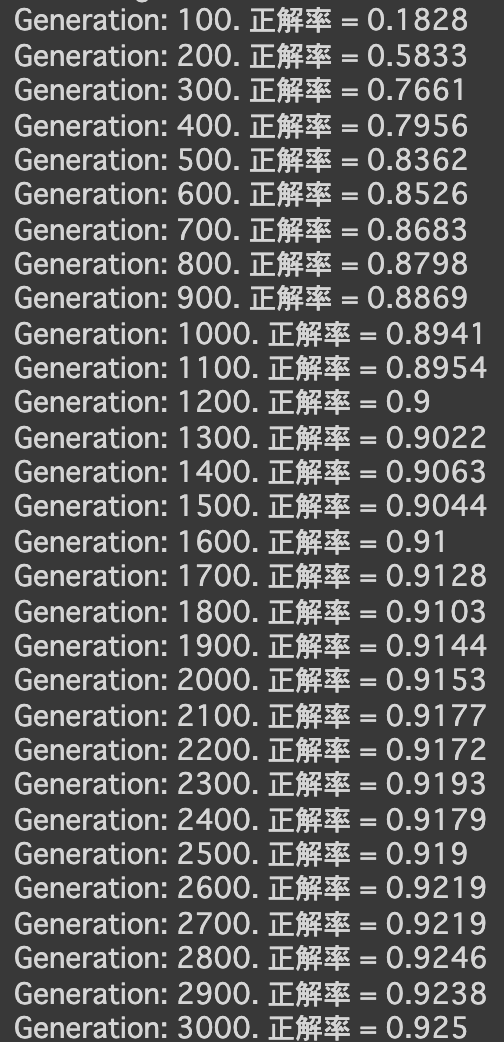 Generation: 100. 正解率 = 0.1828
Generation: 200. 正解率 = 0.5833
Generation: 300. 正解率 = 0.7661
Generation: 400. 正解率 = 0.7956
Generation: 500. 正解率 = 0.8362
Generation: 600. 正解率 = 0.8526
Generation: 700. 正解率 = 0.8683
Generation: 800. 正解率 = 0.8798
Generation: 900. 正解率 = 0.8869
Generation: 1000. 正解率 = 0.8941
Generation: 1100. 正解率 = 0.8954
Generation: 1200. 正解率 = 0.9
Generation: 1300. 正解率 = 0.9022
Generation: 1400. 正解率 = 0.9063
Generation: 1500. 正解率 = 0.9044
Generation: 1600. 正解率 = 0.91
Generation: 1700. 正解率 = 0.9128
Generation: 1800. 正解率 = 0.9103
Generation: 1900. 正解率 = 0.9144
Generation: 2000. 正解率 = 0.9153
Generation: 2100. 正解率 = 0.9177
Generation: 2200. 正解率 = 0.9172
Generation: 2300. 正解率 = 0.9193
Generation: 2400. 正解率 = 0.9179
Generation: 2500. 正解率 = 0.919
Generation: 2600. 正解率 = 0.9219
Generation: 2700. 正解率 = 0.9219
Generation: 2800. 正解率 = 0.9246
Generation: 2900. 正解率 = 0.9238
Generation: 3000. 正解率 = 0.925